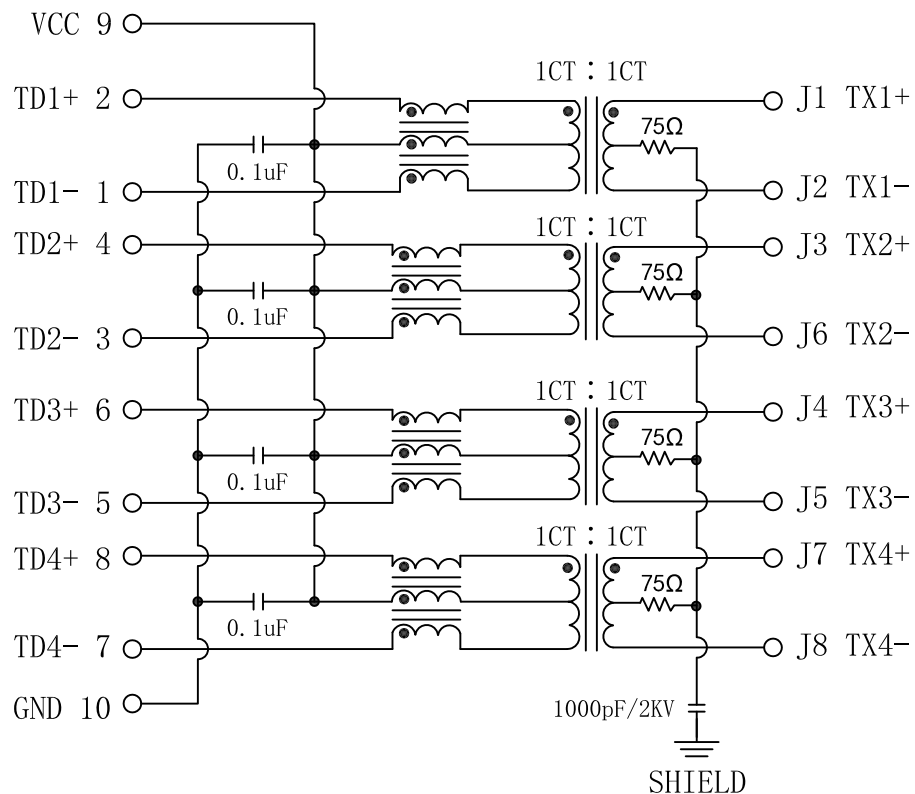 VCC 9
1CT : 1CT
TD1+ 2
J1 TX1+
75Ω
0.1uF
TD1- 1
J2 TX1-
1CT : 1CT
TD2+ 4
J3 TX2+
75Ω
0.1uF
TD2- 3
J6 TX2-
1CT : 1CT
TD3+ 6
J4 TX3+
75Ω
0.1uF
TD3- 5
J5 TX3-
1CT : 1CT
TD4+ 8
J7 TX4+
75Ω
0.1uF
TD4- 7
J8 TX4-
GND 10
1000pF/2KV
SHIELD